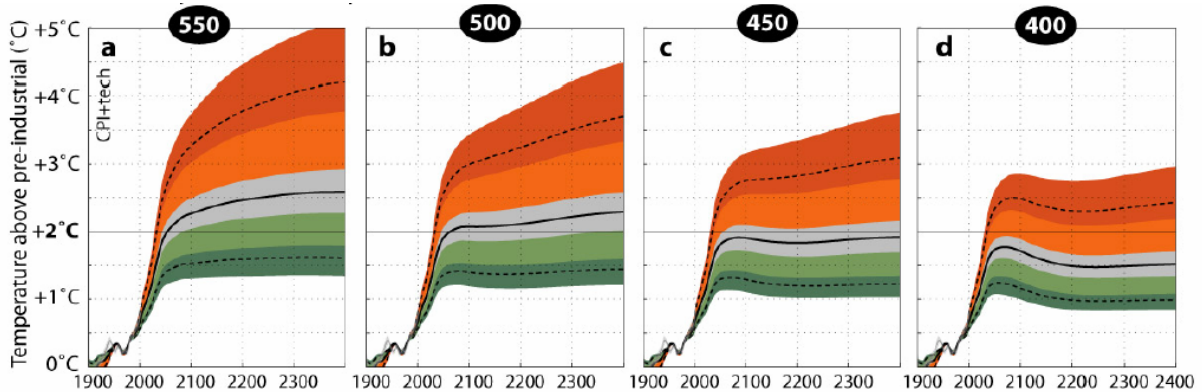 550
500
450
400
a
b
c
d
CPI+tech
Temperature above pre-industrial (˚C)
+5˚C
+4˚C
+3˚C
+2˚C
+1˚C
0˚C
1900 2000 2100 2200 2300
1900 2000 2100 2200 2300
1900 2000 2100 2200 2300
1900 2000 2100 2200 2300 2400